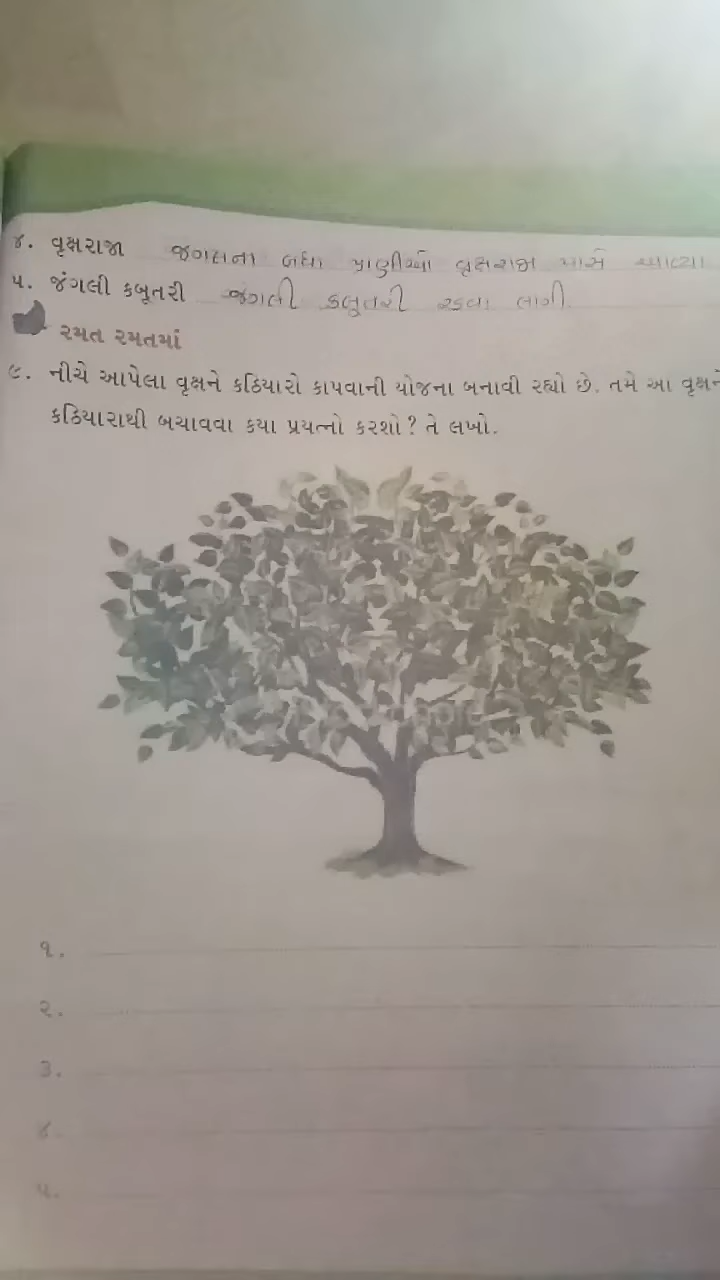 ૪. વૃક્ષરાજા જંગલના બધા પ્રાણીઓ વૃક્ષરાજા પાસે આવ્યા
૫. જંગલી કબૂતરી જંગલી કબૂતરી રડવા લાગી.
રમત રમતમાં
૯. નીચે આપેલા વૃક્ષને કઠિયારો કાપવાની યોજના બનાવી રહ્યો છે. તમે આ વૃક્ષને
કઠિયારાથી બચાવવા કયા પ્રયત્નો કરશો? તે લખો.
૧.
૨.
૩.
૪.
૫.